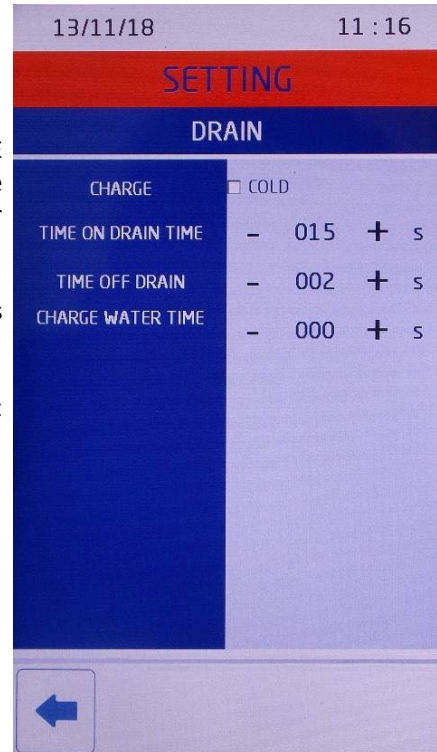 13/11/18 11 : 16
SETTING
DRAIN
CHARGE COLD
TIME ON DRAIN TIME - 015 + s
TIME OFF DRAIN - 002 + s
CHARGE WATER TIME - 000 + s